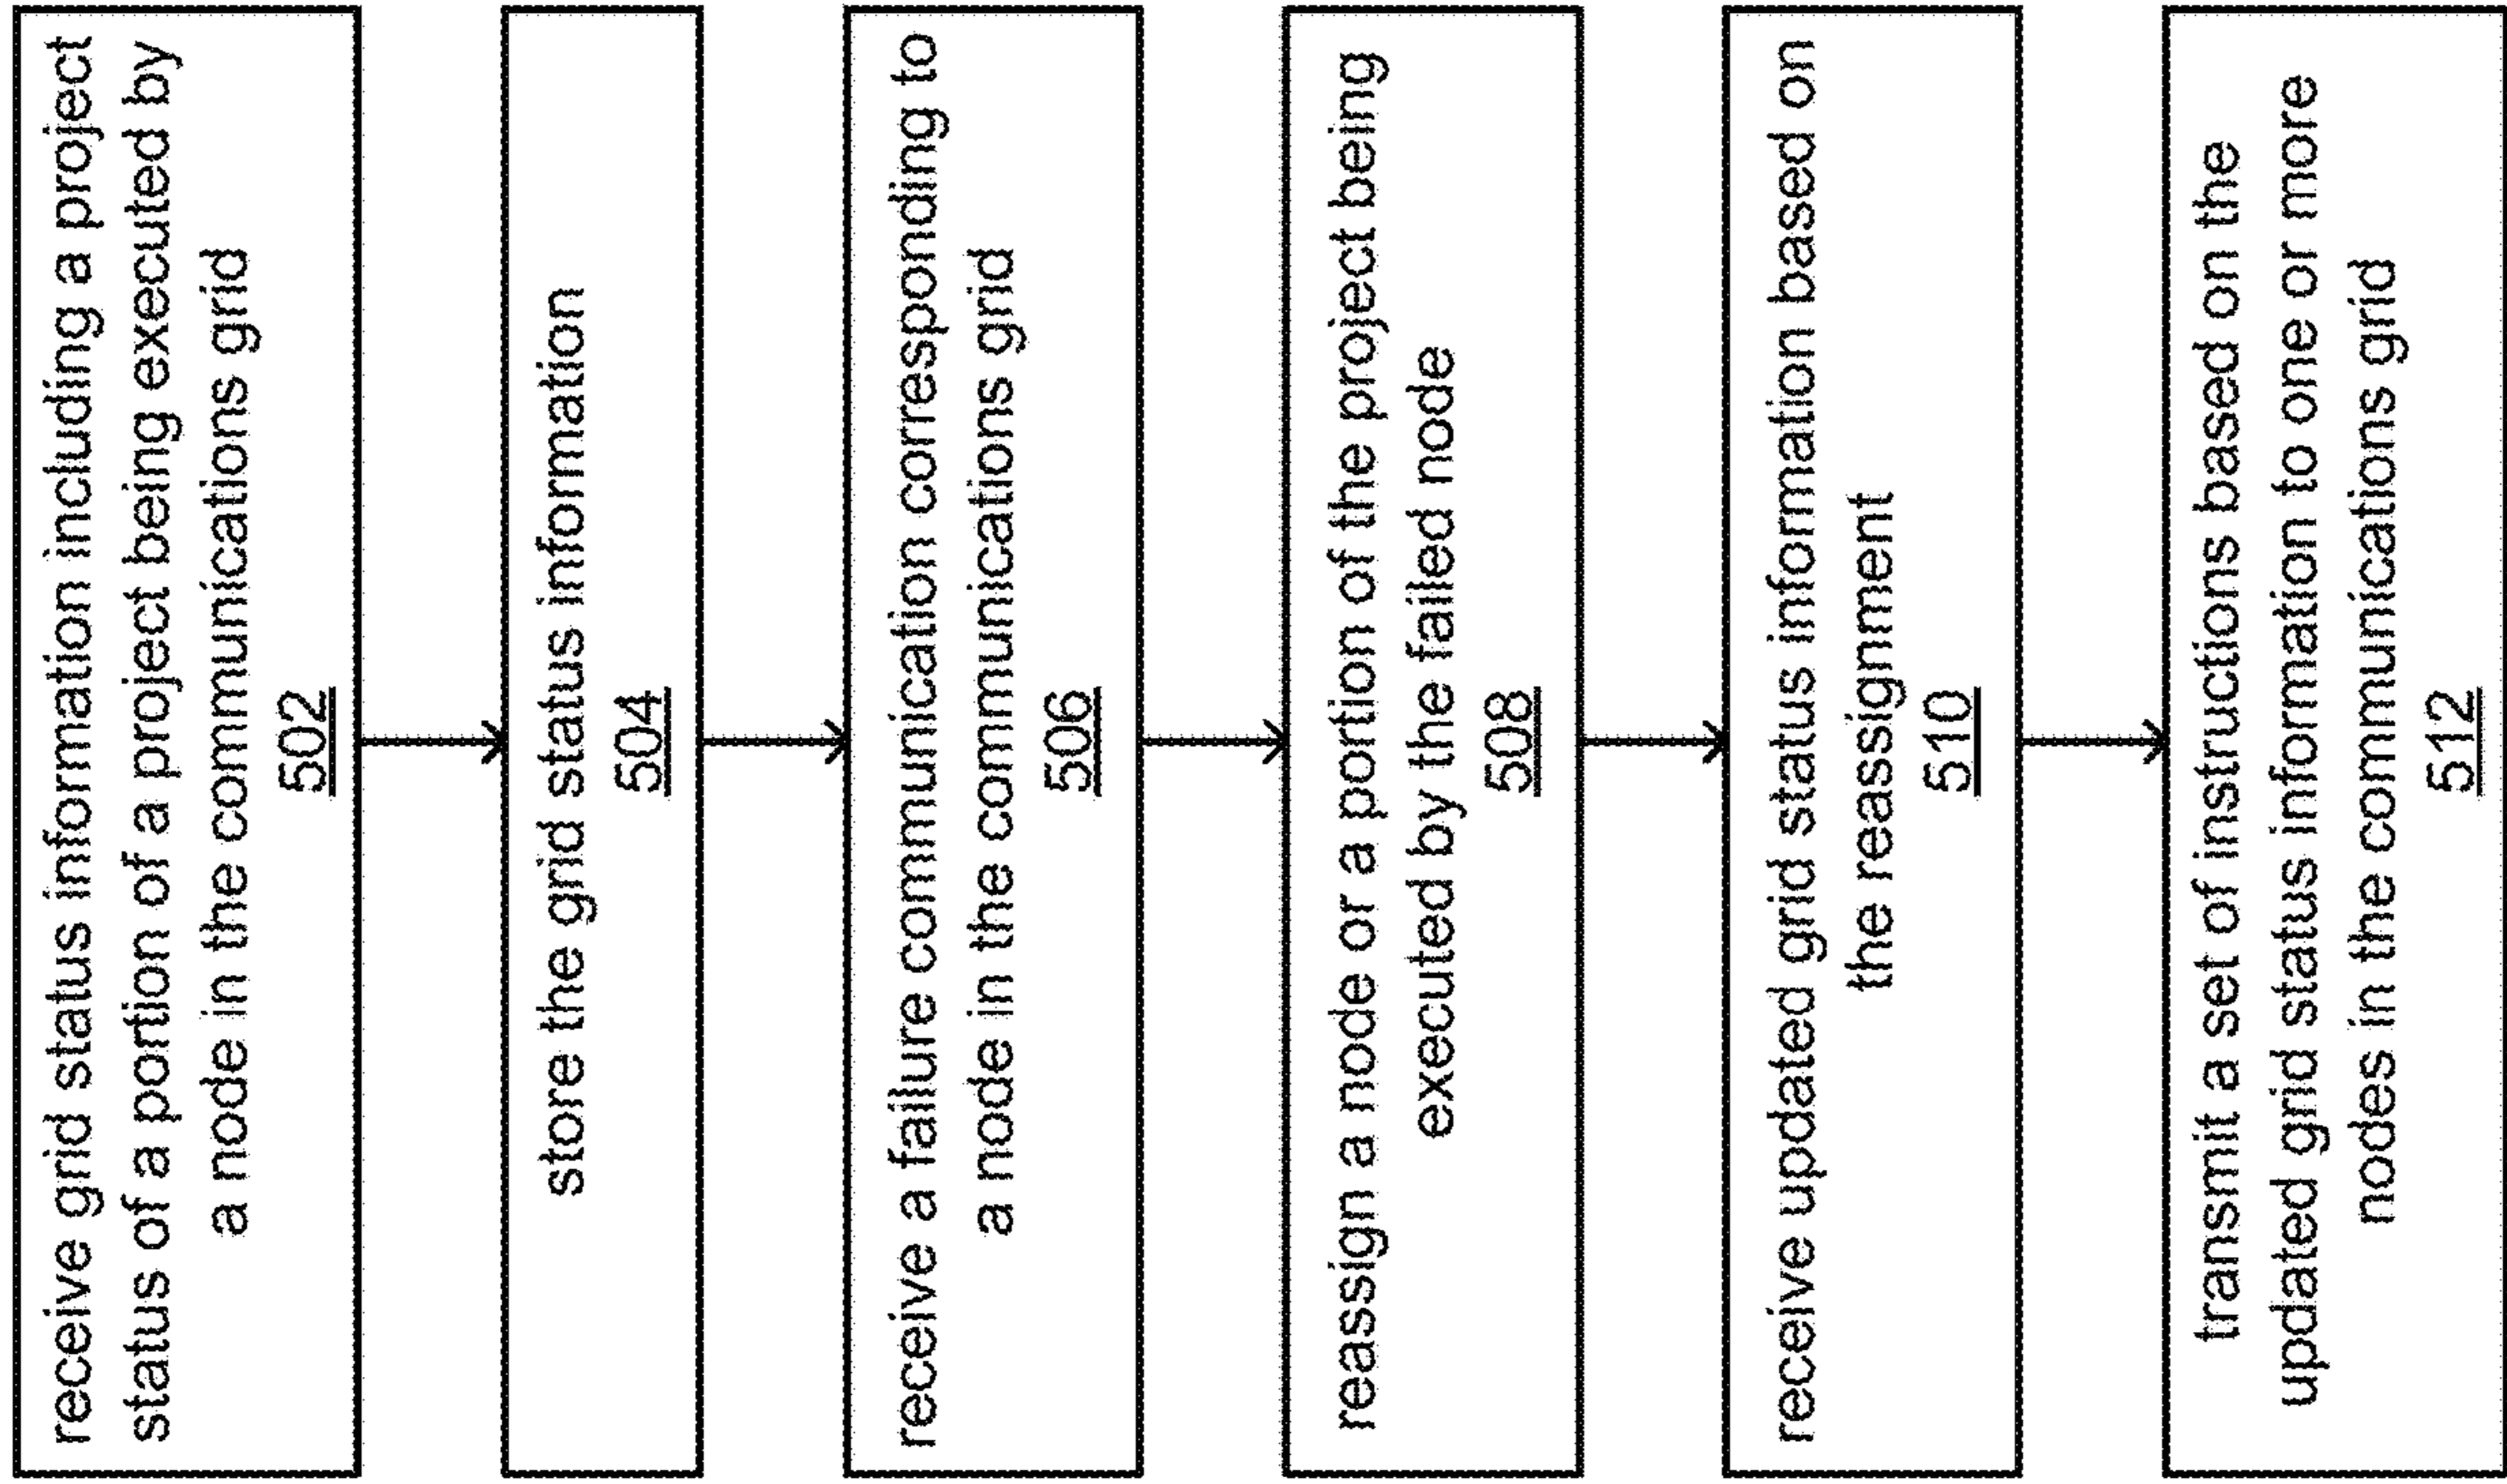 receive grid status information including a project
status of a portion of a project being executed by
a node in the communications grid
502
store the grid status information
504
receive a failure communication corresponding to
a node in the communications grid
506
reassign a node or a portion of the project being
executed by the failed node
508
receive updated grid status information based on
the reassignment
510
transmit a set of instructions based on the
updated grid status information to one or more
nodes in the communications grid
512